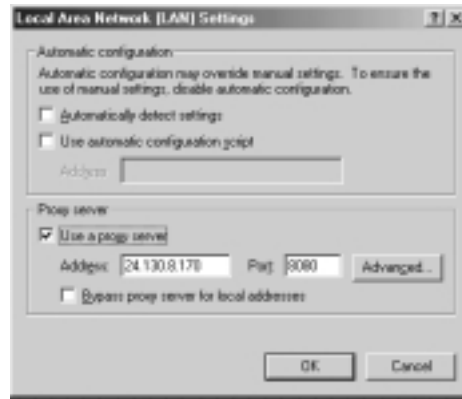 Local Area Network (LAN) Settings
Automatic configuration
Automatic configuration may override manual settings. To ensure the
use of manual settings, disable automatic configuration.
Automatically detect settings
Use automatic configuration script
Address
Proxy server
Use a proxy server
Address: 24.130.8.170 Port: 8080 Advanced...
Bypass proxy server for local addresses
OK Cancel